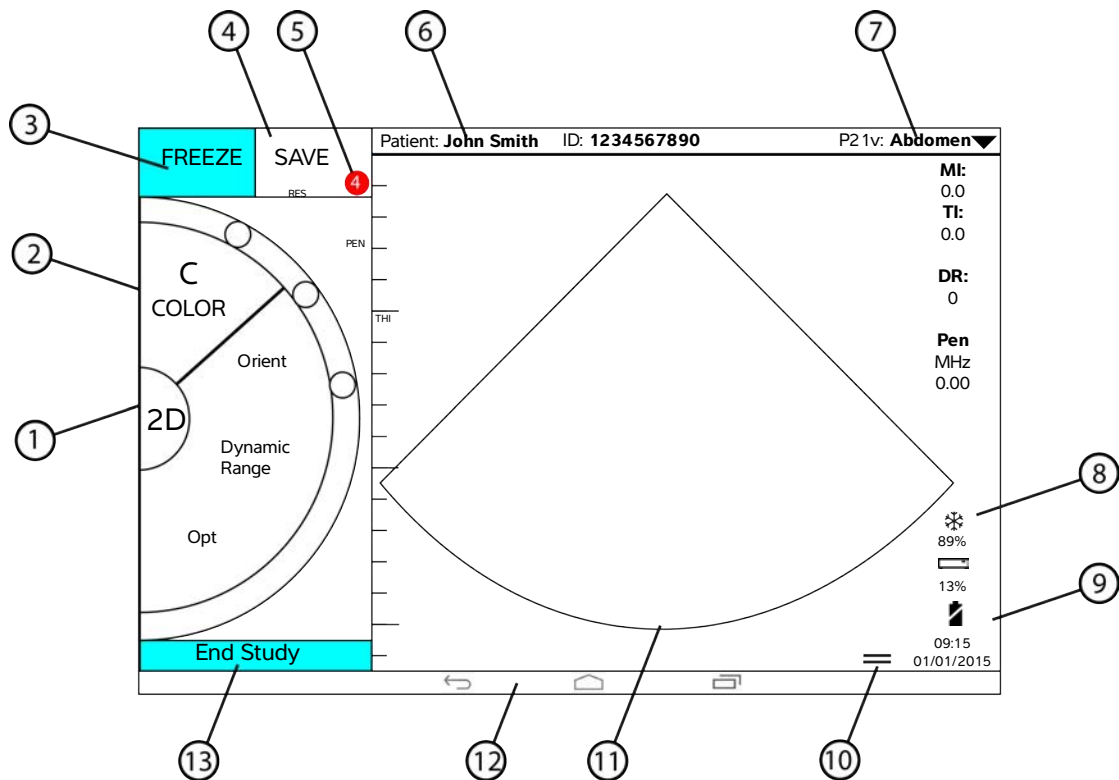 4 5 6 7
3
FREEZE SAVE
RES 4
Patient: John Smith ID: 1234567890 P21v: Abdomen
MI:
0.0
TI:
0.0
DR:
0
Pen
MHz
0.00
2
C
COLOR
PEN
THI
Orient
1
2D
Dynamic
Range
Opt
8
89%
13%
9
09:15
01/01/2015
End Study
13 12 11 10